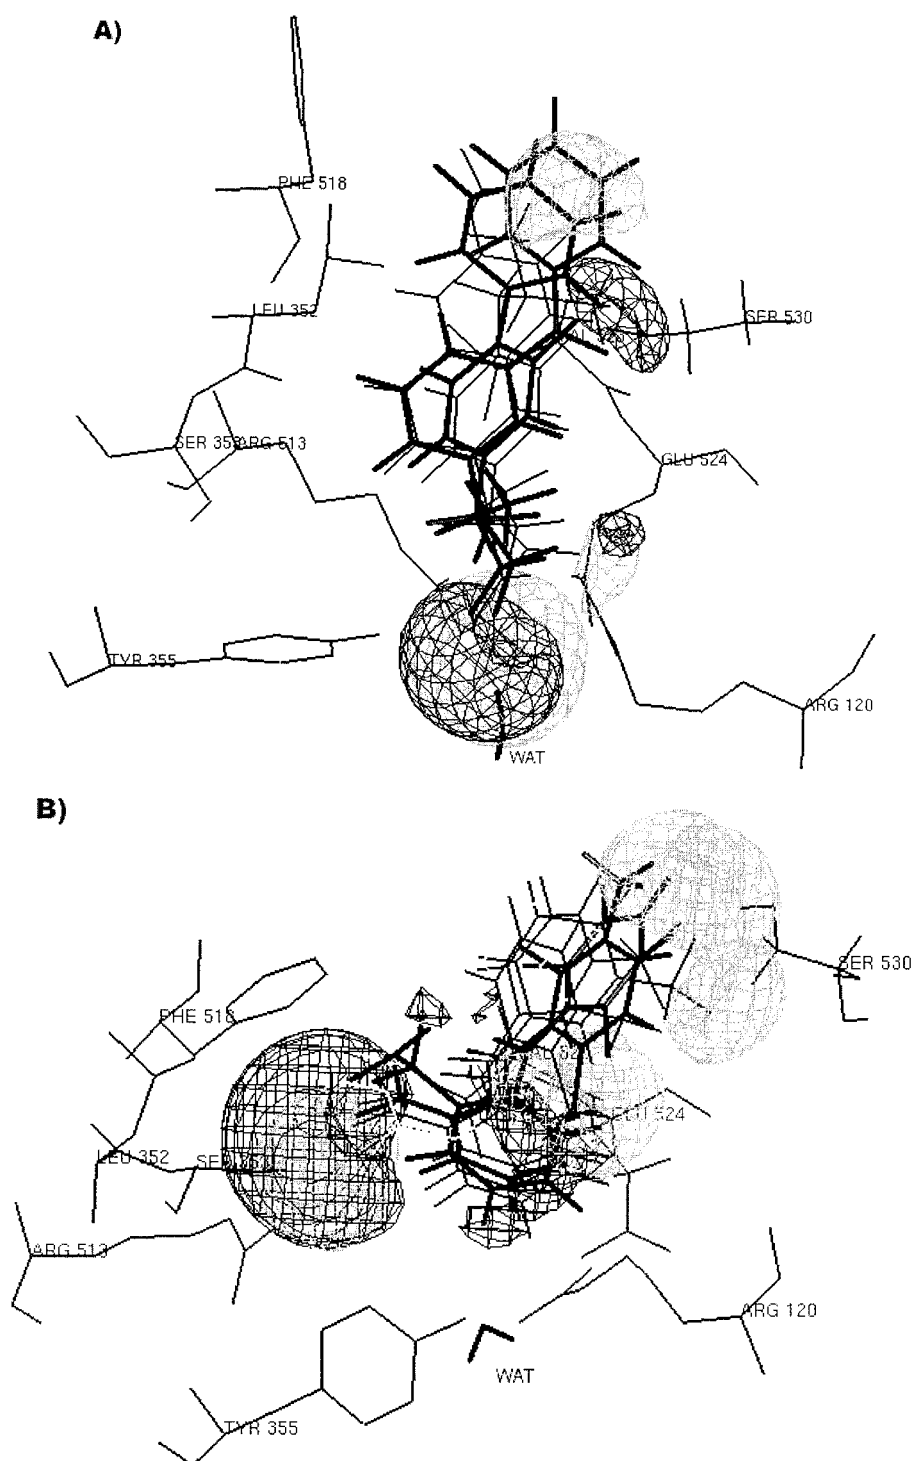 A)
PHE 518
LEU 352
SER 530
SER 353
ARG 513
GLU 524
TYR 355
ARG 120
WAT
B)
SER 530
PHE 518
LEU 352
ARG 513
ARG 120
WAT
TYR 355